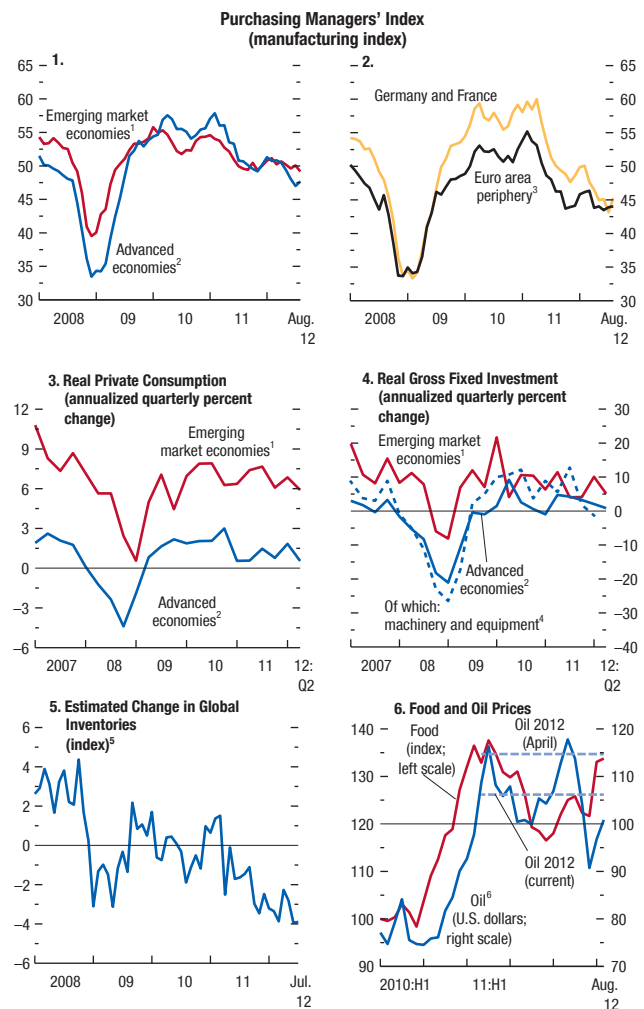 Purchasing Managers’ Index
(manufacturing index)
1.
65
60
55
50
45
40
35
30
Emerging market
economies1
Advanced
economies2
2008
09
10
11
Aug.
12
2.
65
60
55
50
45
40
35
30
Germany and France
Euro area
periphery3
2008
09
10
11
Aug.
12
3. Real Private Consumption
(annualized quarterly percent
change)
12
9
6
3
0
–3
–6
Emerging
market economies1
Advanced
economies2
2007
08
09
10
11
12:
Q2
4. Real Gross Fixed Investment
(annualized quarterly percent
change)
30
20
10
0
–10
–20
–30
–40
Emerging market
economies1
Advanced
economies2
Of which:
machinery and equipment4
2007
08
09
10
11
12:
Q2
5. Estimated Change in Global
Inventories
(index)5
6
4
2
0
–2
–4
–6
2008
09
10
11
Jul.
12
6. Food and Oil Prices
140
135
130
125
120
115
110
105
100
95
90
120
110
100
90
80
70
Food
(index;
left scale)
Oil 2012
(April)
Oil 2012
(current)
Oil6
(U.S. dollars;
right scale)
2010:H1
11:H1
Aug.
12